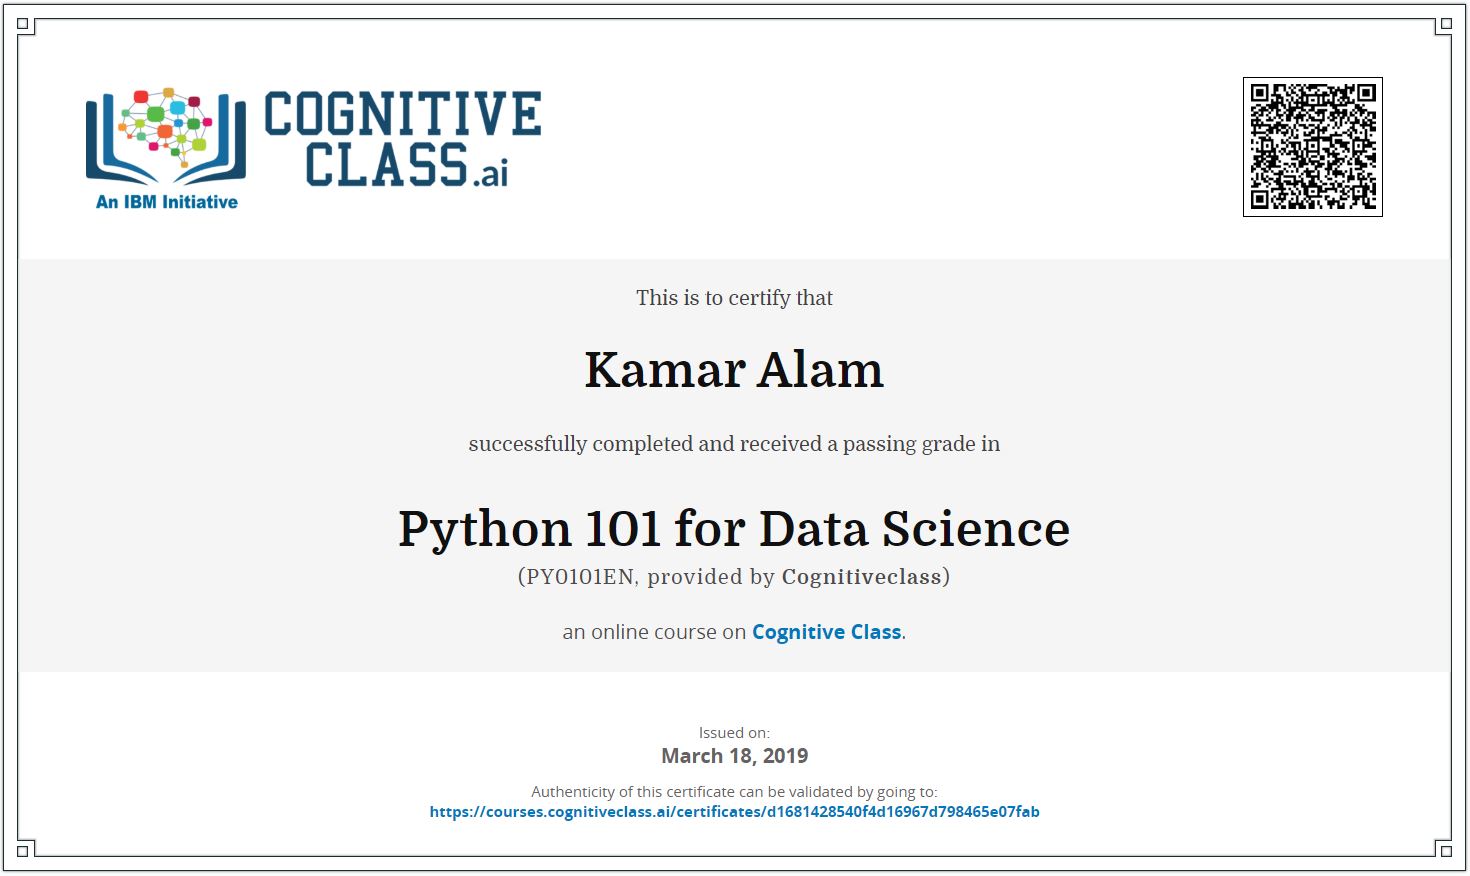 COGNITIVE
CLASS.ai
An IBM Initiative
This is to certify that
Kamar Alam
successfully completed and received a passing grade in
Python 101 for Data Science
(PY0101EN, provided by Cognitiveclass)
an online course on Cognitive Class.
Issued on:
March 18, 2019
Authenticity of this certificate can be validated by going to:
https://courses.cognitiveclass.ai/certificates/d1681428540f4d16967d798465e07fab